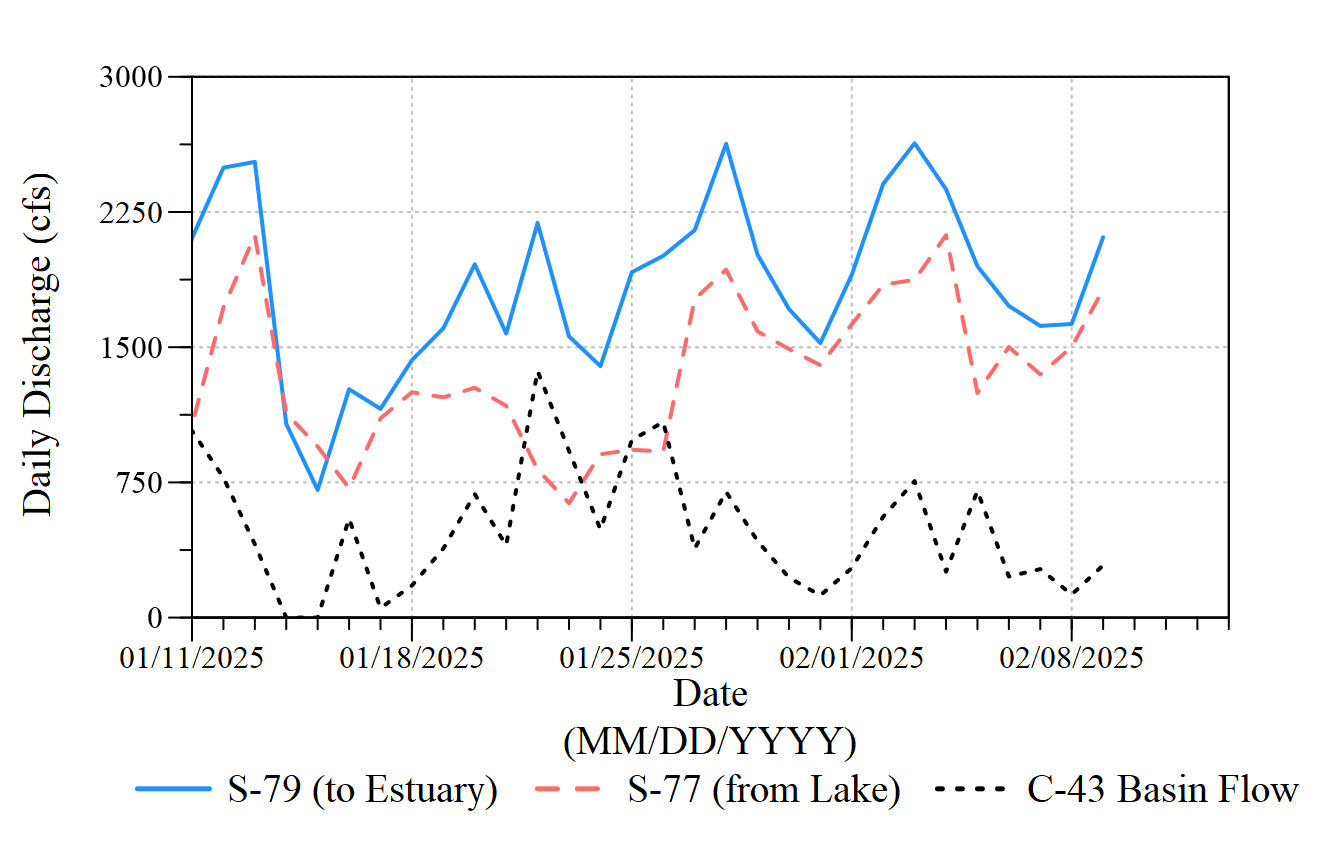 3000
2250
1500
750
0
Daily Discharge (cfs)
01/11/2025 01/18/2025 01/25/2025 02/01/2025 02/08/2025
Date
(MM/DD/YYYY)
S-79 (to Estuary) S-77 (from Lake) C-43 Basin Flow